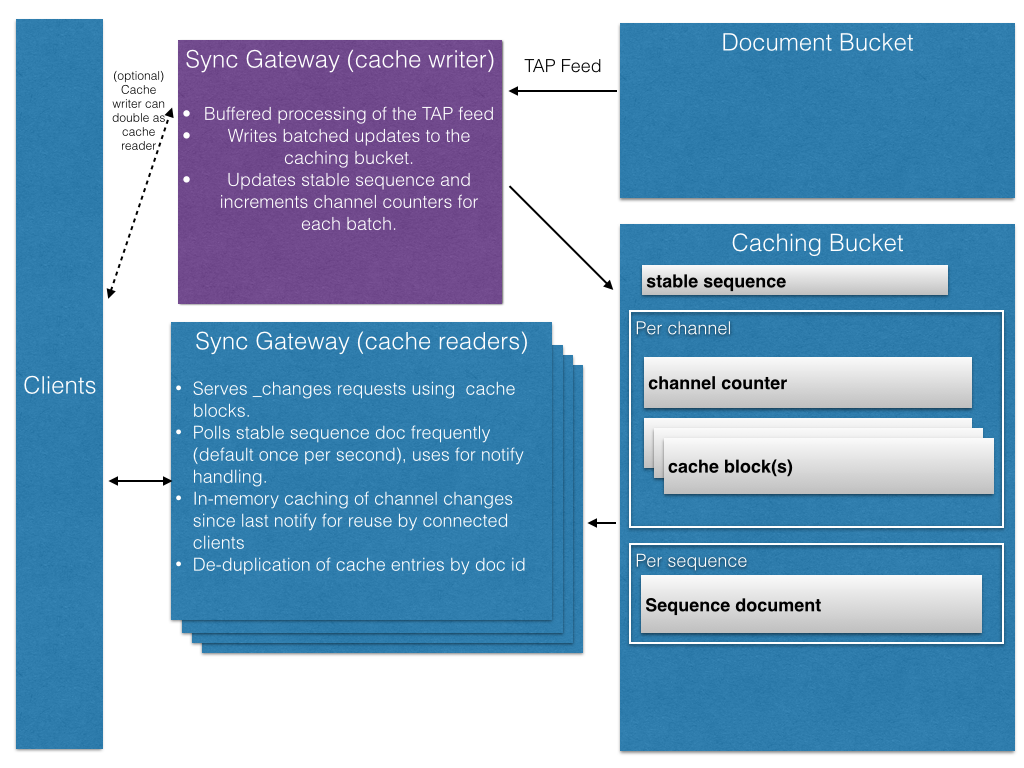 Clients
(optional)
Cache
writer can
double as
cache
reader
Sync Gateway (cache writer)
• Buffered processing of the TAP feed
• Writes batched updates to the
caching bucket.
• Updates stable sequence and
increments channel counters for
each batch.
TAP Feed
Document Bucket
Sync Gateway (cache readers)
• Serves _changes requests using cache
blocks.
• Polls stable sequence doc frequently
(default once per second), uses for notify
handling.
• In-memory caching of channel changes
since last notify for reuse by connected
clients
• De-duplication of cache entries by doc id
Caching Bucket
stable sequence
Per channel
channel counter
cache block(s)
Per sequence
Sequence document